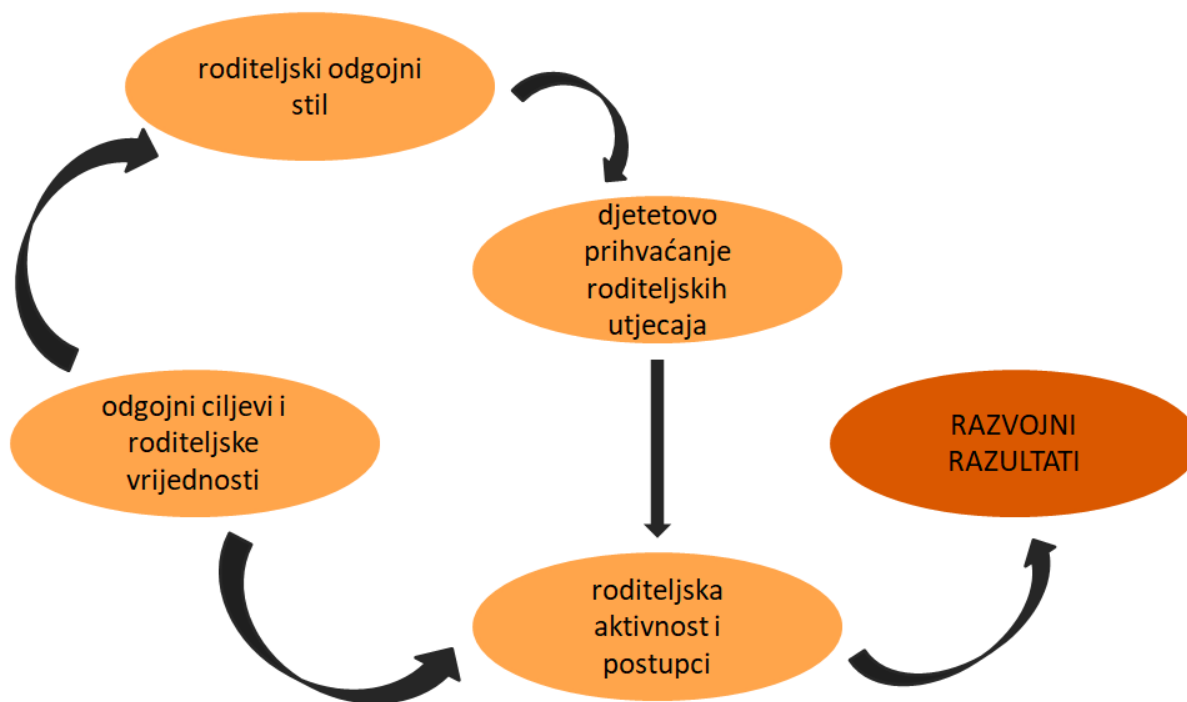 roditeljski odgojni
stil
djetetovo
prihvaćanje
roditeljskih
utjecaja
odgojni ciljevi i
roditeljske
vrijednosti
RAZVOJNI
RAZULTATI
roditeljska
aktivnost i
postupci